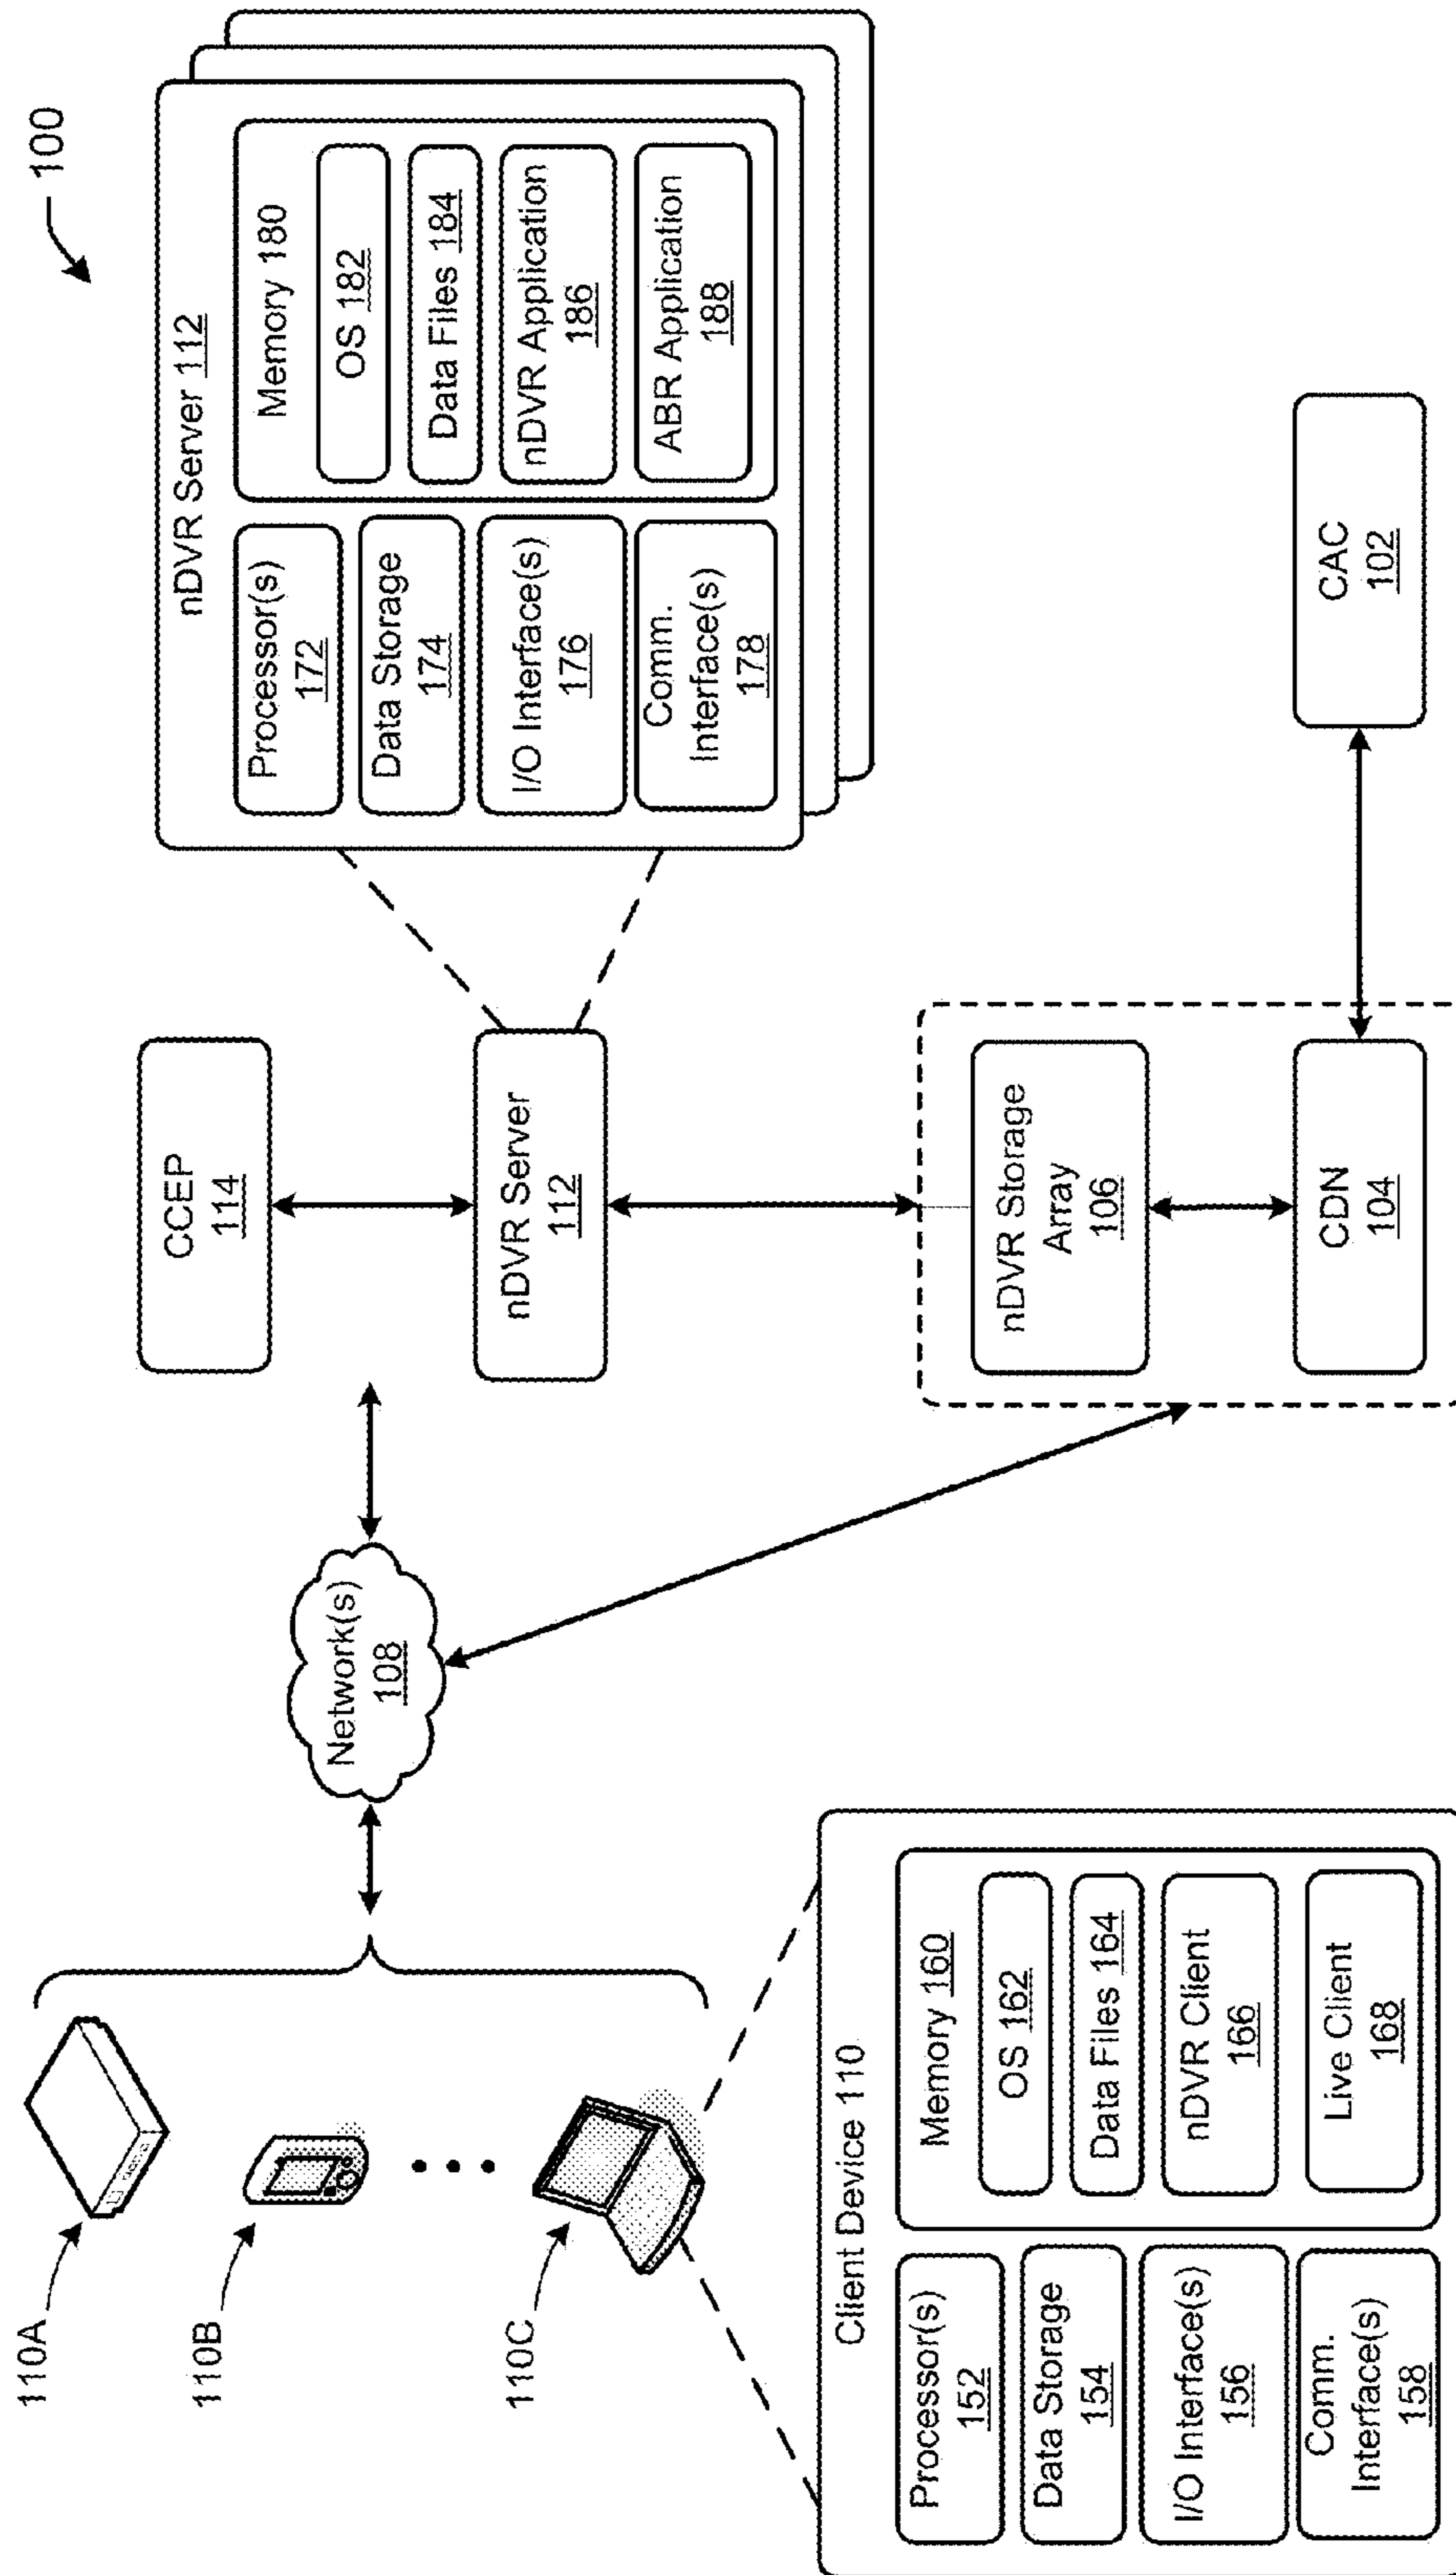 100
110A
110B
110C
Network(s)
108
CCEP
114
nDVR Server
112
nDVR Server 112
Processor(s)
172
Data Storage
174
I/O Interface(s)
176
Comm.
Interface(s)
178
Memory 180
OS 182
Data Files 184
nDVR Application
186
ABR Application
188
Client Device 110
Processor(s)
152
Data Storage
154
I/O Interface(s)
156
Comm.
Interface(s)
158
Memory 160
OS 162
Data Files 164
nDVR Client
166
Live Client
168
nDVR Storage
Array
106
CDN
104
CAC
102